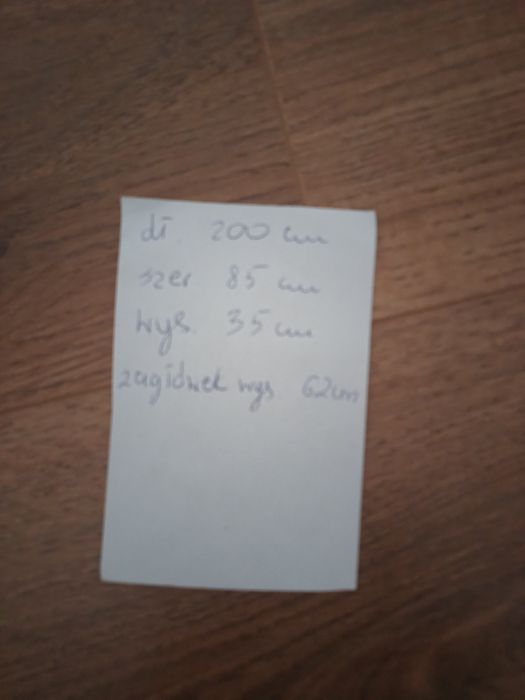 dł. 200 cm
szer 85 cm
wys. 35 cm
zagłówek wys 62cm